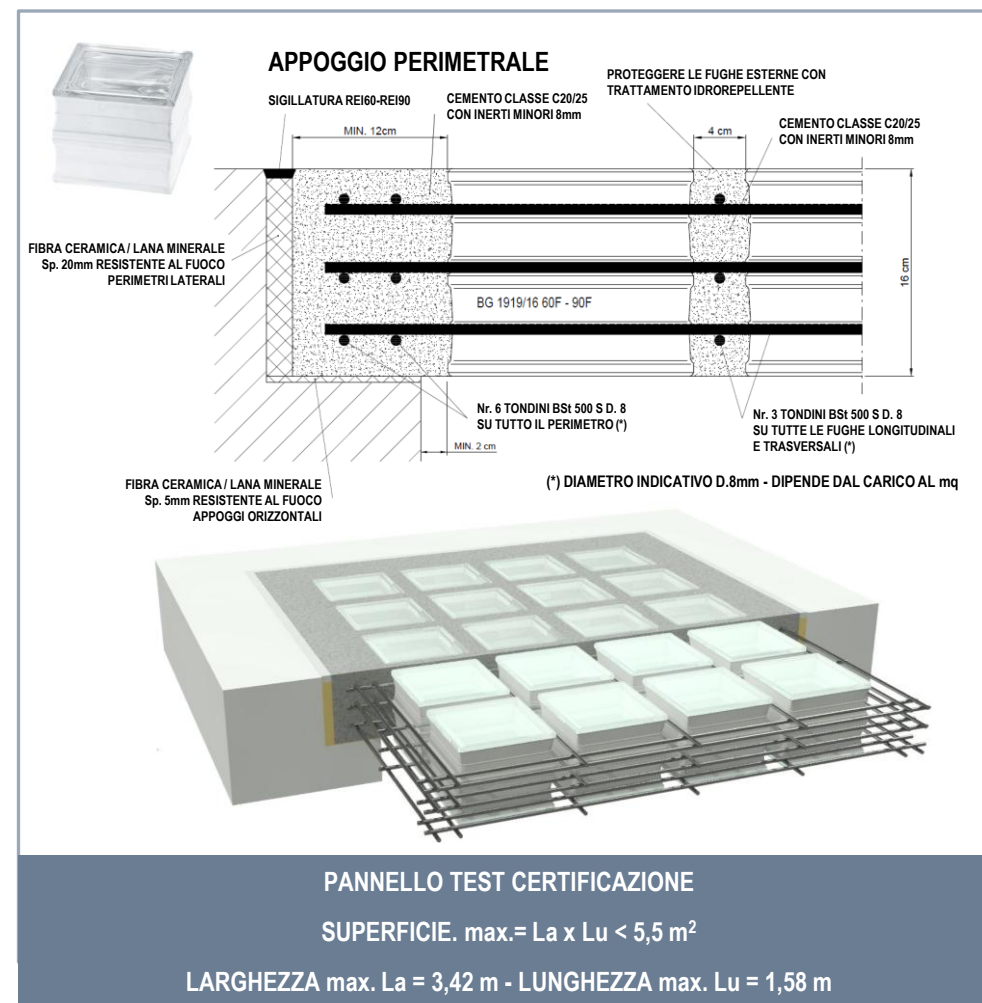 APPOGGIO PERIMETRALE
SIGILLATURA REI60-REI90
CEMENTO CLASSE C20/25
CON INERTI MINORI 8mm
PROTEGGERE LE FUGHE ESTERNE CON
TRATTAMENTO IDROREPELLENTE
CEMENTO CLASSE C20/25
CON INERTI MINORI 8mm
MIN. 12cm
4 cm
FIBRA CERAMICA / LANA MINERALE
Sp. 20mm RESISTENTE AL FUOCO
PERIMETRI LATERALI
16 cm
BG 1919/16 60F - 90F
Nr. 6 TONDINI BSt 500 S D. 8
SU TUTTO IL PERIMETRO (*)
Nr. 3 TONDINI BSt 500 S D. 8
SU TUTTE LE FUGHE LONGITUDINALI
E TRASVERSALI (*)
MIN. 2 cm
FIBRA CERAMICA / LANA MINERALE
Sp. 5mm RESISTENTE AL FUOCO
APPOGGI ORIZZONTALI
(*) DIAMETRO INDICATIVO D.8mm - DIPENDE DAL CARICO AL mq
PANNELLO TEST CERTIFICAZIONE
SUPERFICIE. max.= La x Lu < 5,5 m²
LARGHEZZA max. La = 3,42 m - LUNGHEZZA max. Lu = 1,58 m